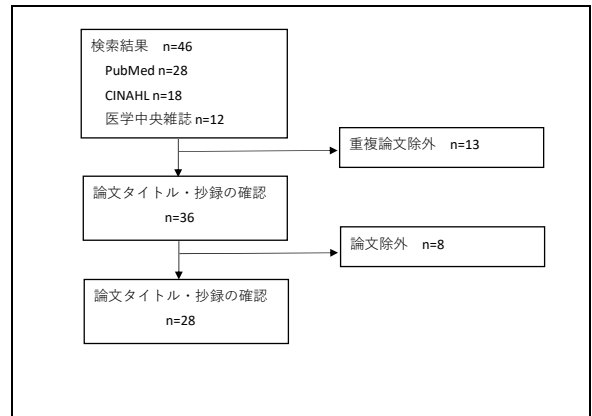 検索結果 n=46
PubMed n=28
CINAHL n=18
医学中央雑誌 n=12
重複論文除外 n=13
論文タイトル・抄録の確認
n=36
論文除外 n=8
論文タイトル・抄録の確認
n=28